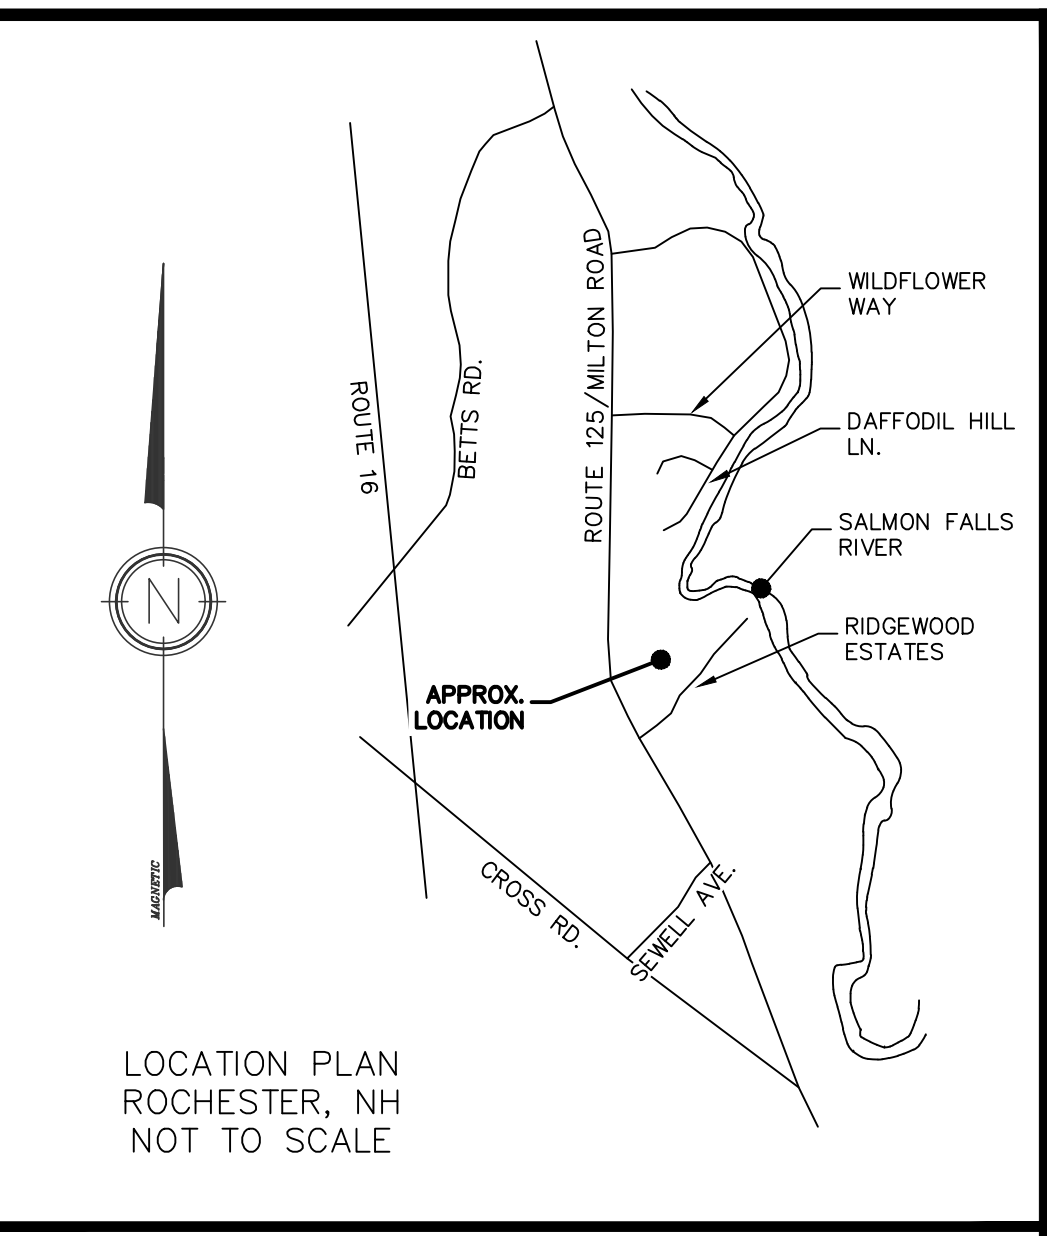 WILDFLOWER
WAY
ROUTE 125/MILTON ROAD
ROUTE 16
BETTS RD.
DAFFODIL HILL
LN.
SALMON FALLS
RIVER
N
RIDGEWOOD
ESTATES
APPROX.
LOCATION
MAGNETIC
CROSS RD.
SEWELL AVE.
LOCATION PLAN
ROCHESTER, NH
NOT TO SCALE